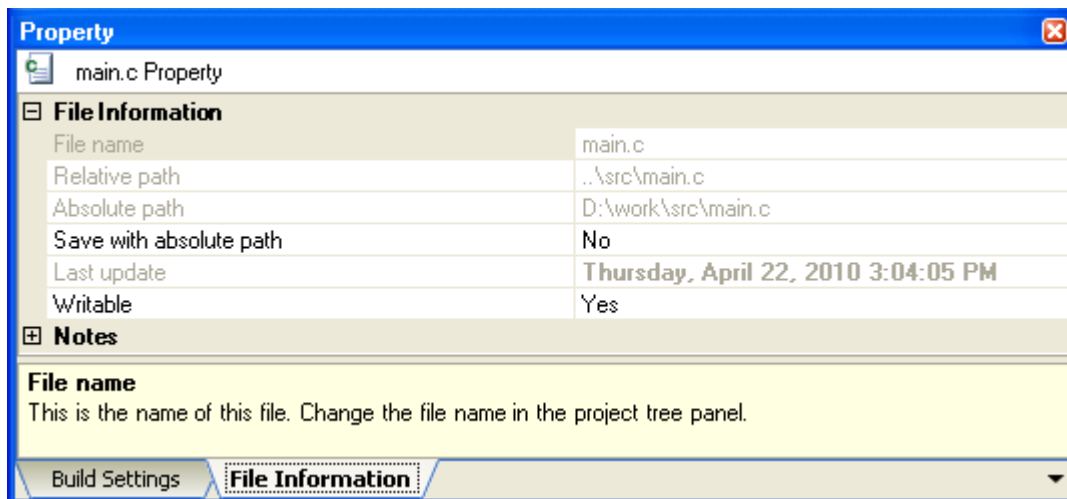 Property
main.c Property
File Information
File name main.c
Relative path ..\src\main.c
Absolute path D:\work\src\main.c
Save with absolute path No
Last update Thursday, April 22, 2010 3:04:05 PM
Writable Yes
Notes
File name
This is the name of this file. Change the file name in the project tree panel.
Build Settings File Information